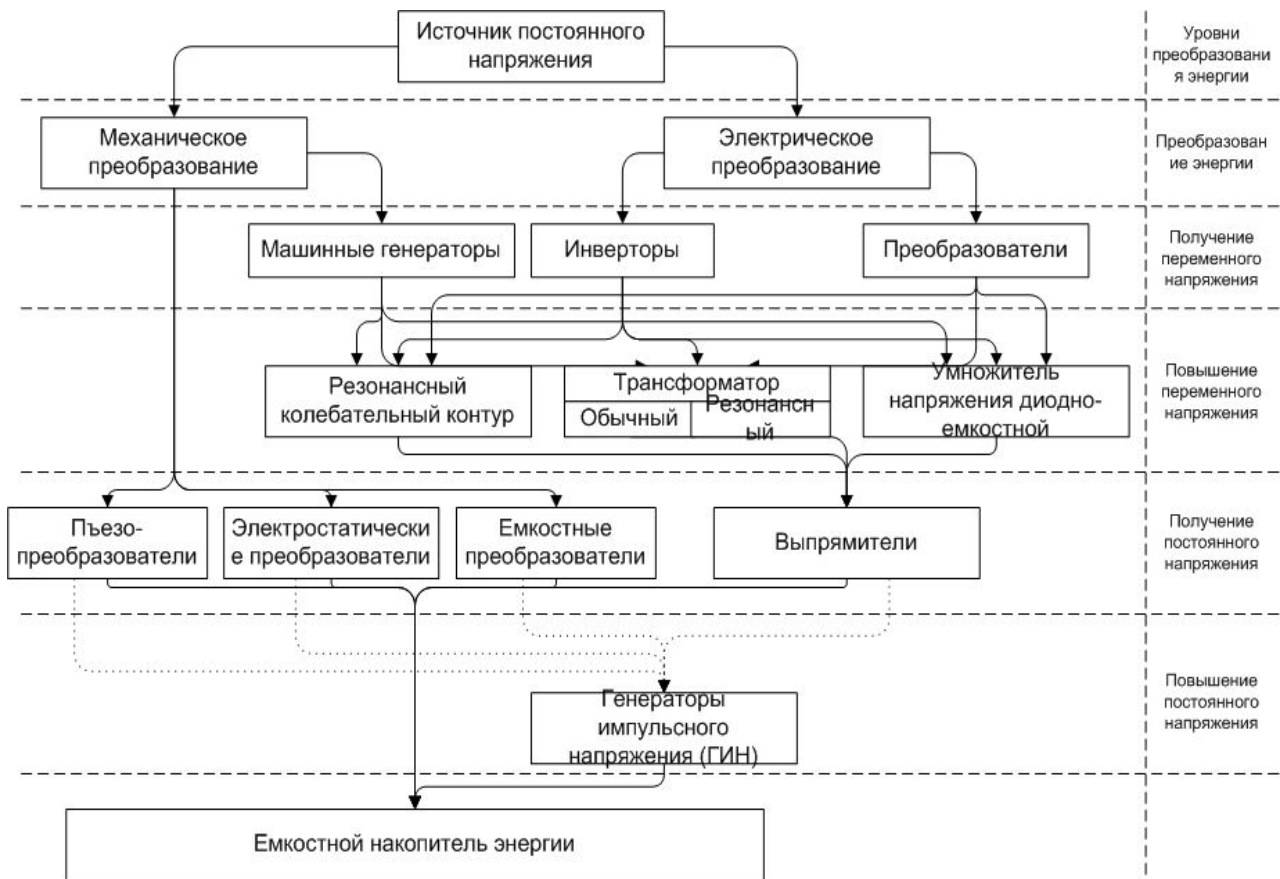 Источник постоянного
напряжения
Уровни
преобразовани
я энергии
Механическое
преобразование
Электрическое
преобразование
Преобразован
ие энергии
Машинные генераторы
Инверторы
Преобразователи
Получение
переменного
напряжения
Резонансный
колебательный контур
Трансформатор
Обычный
Резонансн
ый
Умножитель
напряжения диодно-
емкостной
Повышение
переменного
напряжения
Пъезо-
преобразователи
Электростатически
е преобразователи
Емкостные
преобразователи
Выпрямители
Получение
постоянного
напряжения
Генераторы
импульсного
напряжения (ГИН)
Повышение
постоянного
напряжения
Емкостной накопитель энергии